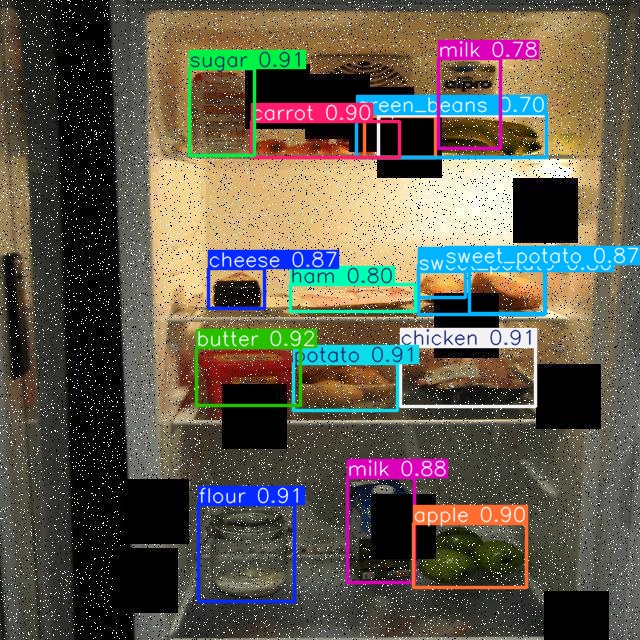 milk 0.78
sugar 0.91
alpro
green_beans 0.70
carrot 0.90
sweet_potato 0.87
cheese 0.87
ham 0.80
butter 0.92
potato 0.91
chicken 0.91
milk 0.88
flour 0.91
apple 0.90